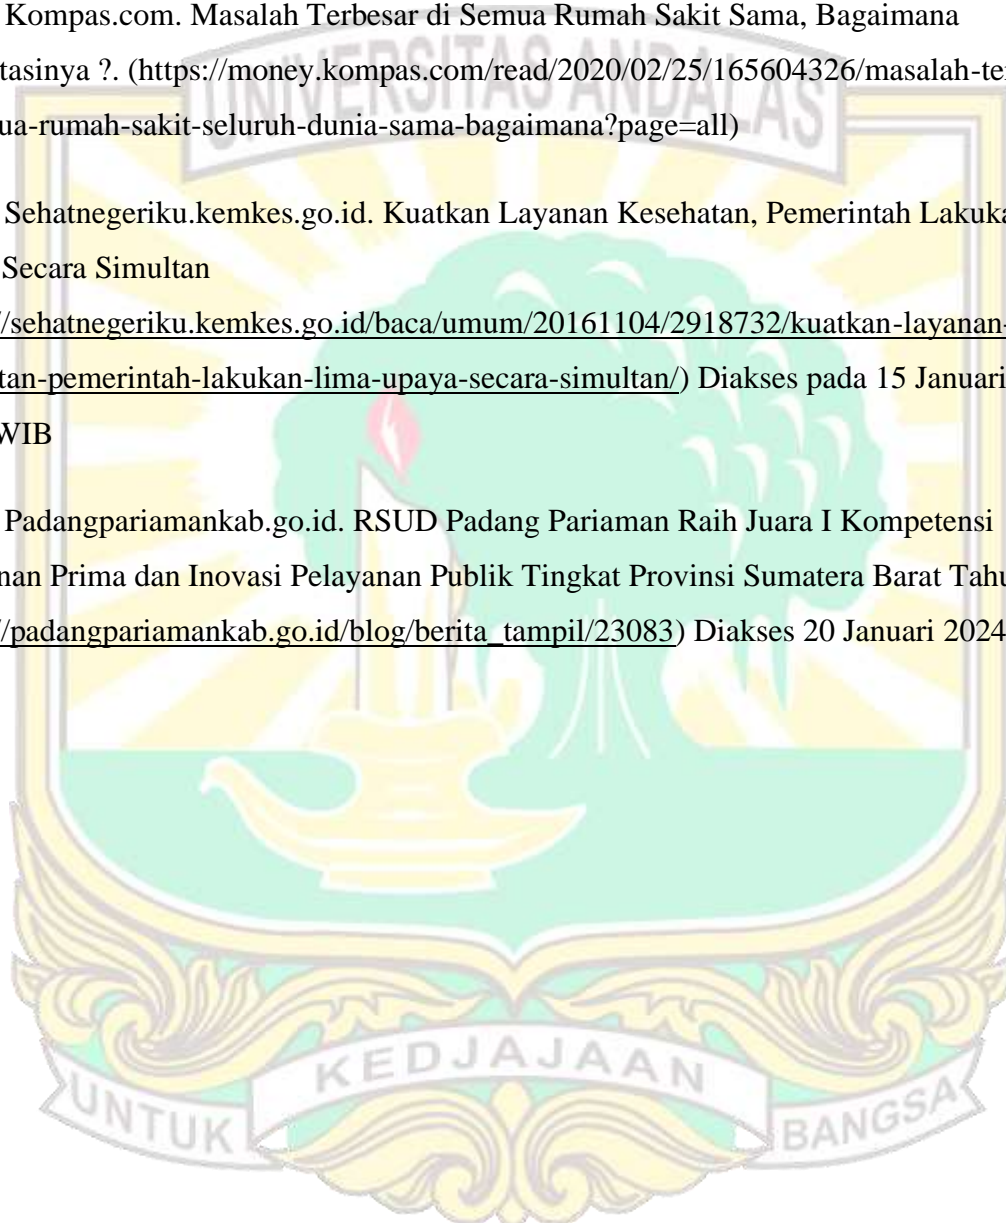 Kompas.com. Masalah Terbesar di Semua Rumah Sakit Sama, Bagaimana
tasinya ?. (https://money.kompas.com/read/2020/02/25/165604326/masalah-te
ua-rumah-sakit-seluruh-dunia-sama-bagaimana?page=all)
Sehatnegeriku.kemkes.go.id. Kuatkan Layanan Kesehatan, Pemerintah Lakuka
Secara Simultan
//sehatnegeriku.kemkes.go.id/baca/umum/20161104/2918732/kuatkan-layanan-
tan-pemerintah-lakukan-lima-upaya-secara-simultan/) Diakses pada 15 Januari
WIB
Padangpariamankab.go.id. RSUD Padang Pariaman Raih Juara I Kompetensi
nan Prima dan Inovasi Pelayanan Publik Tingkat Provinsi Sumatera Barat Tahu
//padangpariamankab.go.id/blog/berita_tampil/23083) Diakses 20 Januari 2024
UNIVERSITAS ANDALAS
UNTUK KEDJAJAAN BANGSA